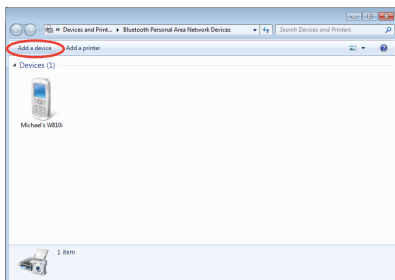 « Devices and Print... ▸ Bluetooth Personal Area Network Devices
Search Devices and Printers
Add a device
Add a printer
Devices (1)
Michael's W810i
1 item